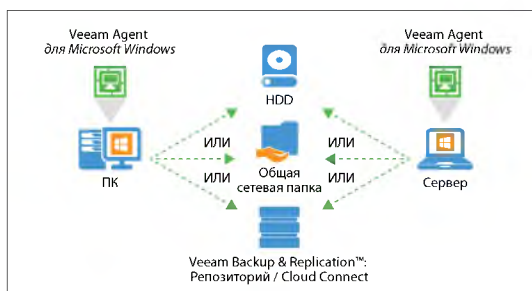 Veeam Agent
для Microsoft Windows
Veeam Agent
для Microsoft Windows
HDD
ИЛИ
ИЛИ
Общая
сетевая папка
ИЛИ
ИЛИ
ПК
Сервер
Veeam Backup & Replication™:
Репозиторий / Cloud Connect